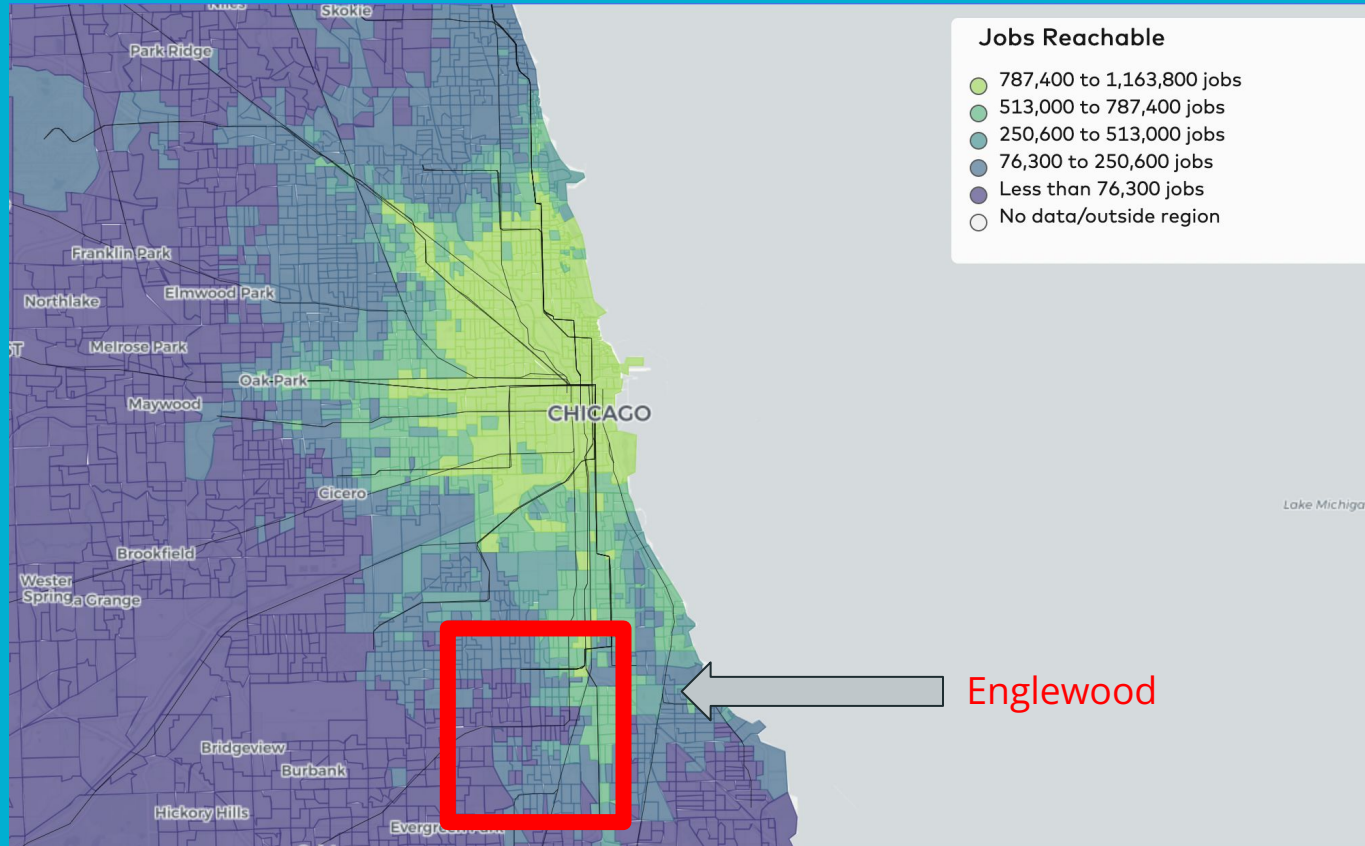 Niles
Skokie
Park Ridge
Jobs Reachable
787,400 to 1,163,800 jobs
513,000 to 787,400 jobs
250,600 to 513,000 jobs
76,300 to 250,600 jobs
Less than 76,300 jobs
No data/outside region
Franklin Park
Northlake
Elmwood Park
Melrose Park
Oak Park
Maywood
CHICAGO
Cicero
Lake Michiga
Brookfield
Wester
Spring
a Grange
Englewood
Bridgeview
Burbank
Hickory Hills